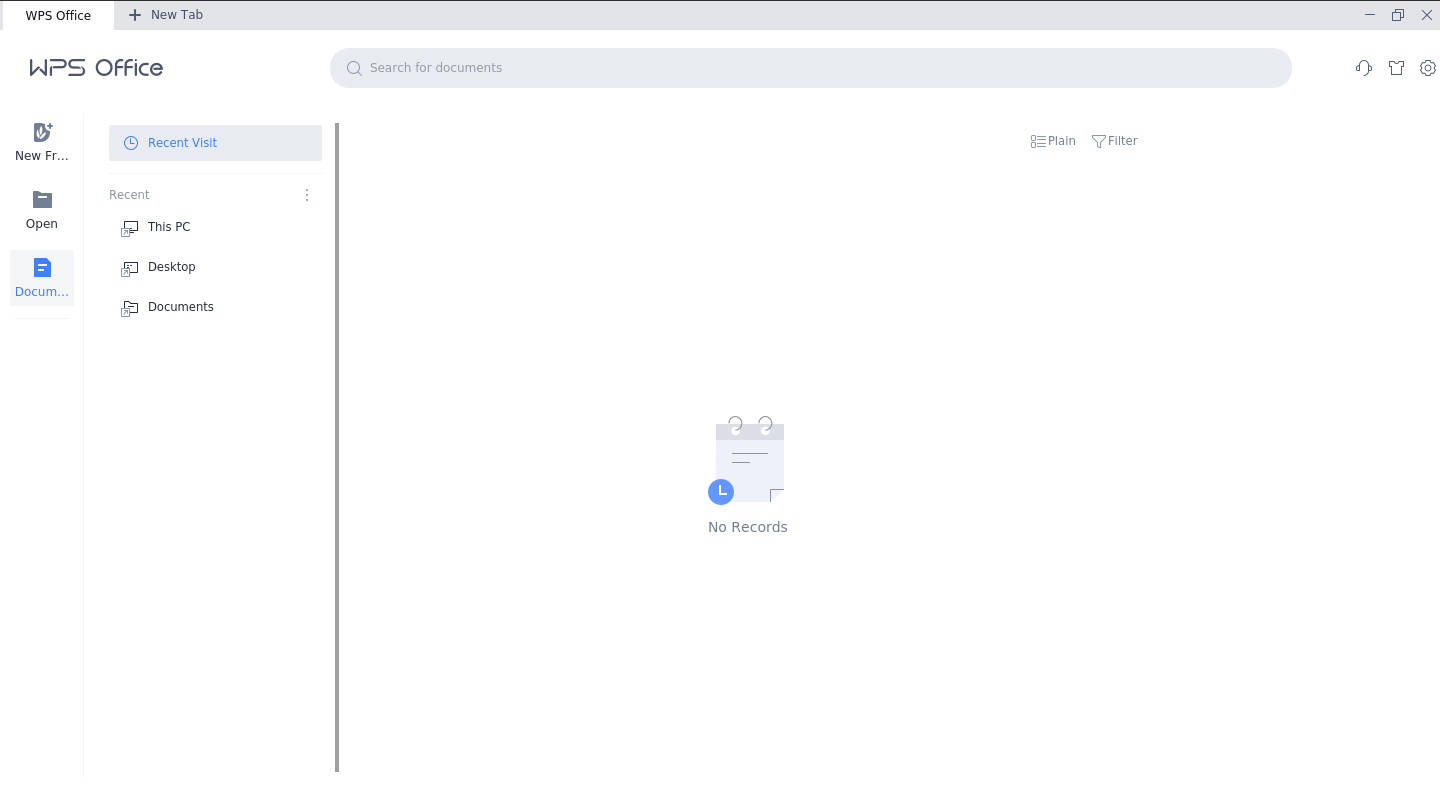 WPS Office
New Tab
WPS Office
Search for documents
New Fr...
Open
Docum...
Recent Visit
Recent
This PC
Desktop
Documents
Plain
Filter
No Records